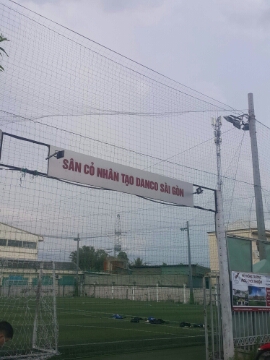 SÂN CỎ NHÂN TẠO DANCO SÀI GÒN